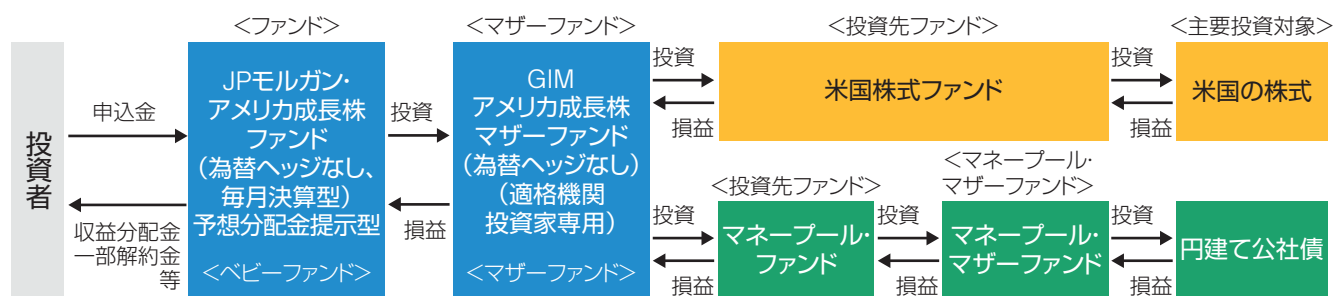 <ファンド>
<マザーファンド>
<投資先ファンド>
<主要投資対象>
投資者
申込金
収益分配金
一部解約金
等
JPモルガン・
アメリカ成長株
ファンド
(為替ヘッジなし、
毎月決算型)
予想分配金提示型
<ベビーファンド>
投資
損益
GIM
アメリカ成長株
マザーファンド
(為替ヘッジなし)
(適格機関
投資家専用)
<マザーファンド>
投資
損益
米国株式ファンド
投資
損益
米国の株式
<投資先ファンド>
<マネープール・
マザーファンド>
投資
損益
マネープール・
ファンド
投資
損益
マネープール・
マザーファンド
投資
損益
円建て公社債